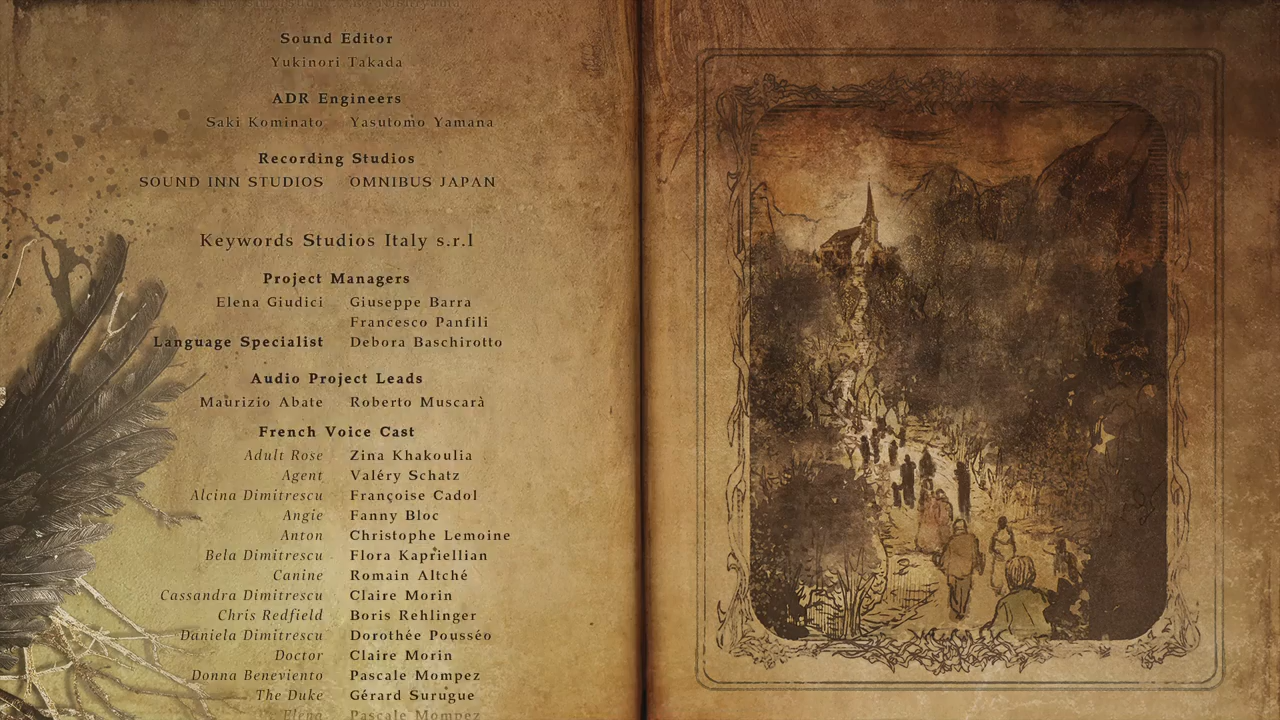 Sound Editor
Yukinori Takada
ADR Engineers
Saki Kominato Yasutomo Yamana
Recording Studios
SOUND INN STUDIOS OMNIBUS JAPAN
Keywords Studios Italy s.r.l
Project Managers
Elena Giudici Giuseppe Barra
Francesco Panfili
Language Specialist Debora Baschirotto
Audio Project Leads
Maurizio Abate Roberto Muscarà
French Voice Cast
Adult Rose Zina Khakoulia
Agent Valéry Schatz
Alcina Dimitrescu Françoise Cadol
Angie Fanny Bloc
Anton Christophe Lemoine
Bela Dimitrescu Flora Kapriellian
Canine Romain Altché
Cassandra Dimitrescu Claire Morin
Chris Redfield Boris Rehlinger
Daniela Dimitrescu Dorothée Pousséo
Doctor Claire Morin
Donna Beneviento Pascale Mompez
The Duke Gérard Surugue
Elena Pascale Mompez